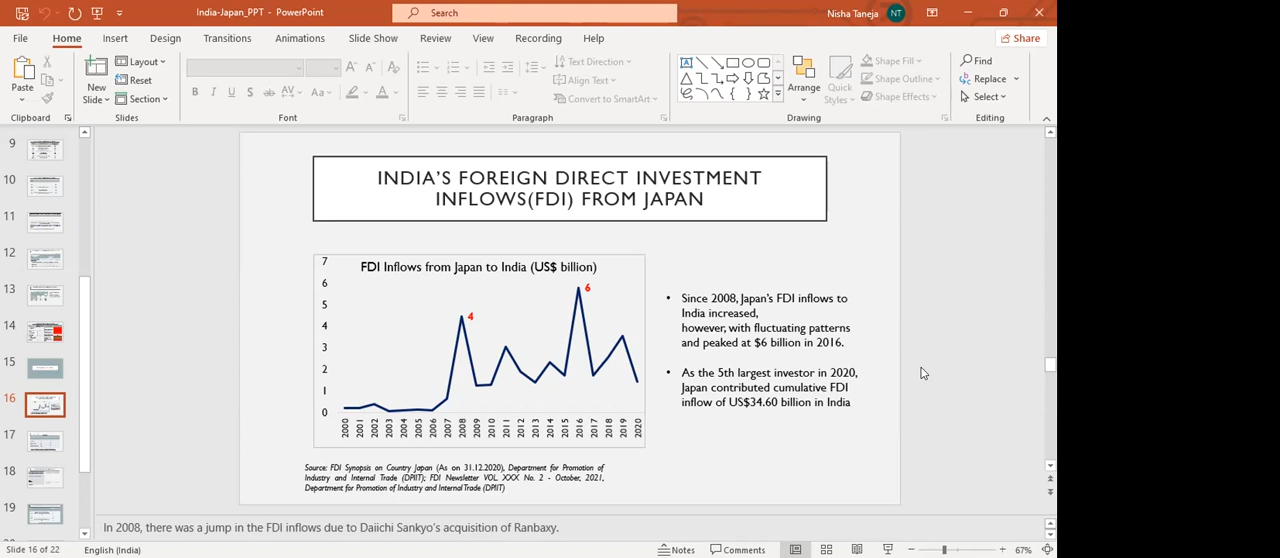 India-Japan_PPT - PowerPoint
Search
Nisha Taneja
NT
File
Home
Insert
Design
Transitions
Animations
Slide Show
Review
View
Recording
Help
Share
Paste
Clipboard
New
Slide
Layout
Reset
Section
Slides
B I U S ab AV Aa
Font
Text Direction
Align Text
Convert to SmartArt
Paragraph
Arrange
Quick
Styles
Shape Fill
Shape Outline
Shape Effects
Drawing
Find
Replace
Select
Editing
9
10
11
12
13
14
15
16
17
18
19
INDIA'S FOREIGN DIRECT INVESTMENT
INFLOWS(FDI) FROM JAPAN
FDI Inflows from Japan to India (US$ billion)
7
6
5
4
3
2
1
0
4
6
2000 2001 2002 2003 2004 2005 2006 2007 2008 2009 2010 2011 2012 2013 2014 2015 2016 2017 2018 2019 2020
• Since 2008, Japan's FDI inflows to
India increased,
however, with fluctuating patterns
and peaked at $6 billion in 2016.
• As the 5th largest investor in 2020,
Japan contributed cumulative FDI
inflow of US$34.60 billion in India
Source: FDI Synopsis on Country Japan (As on 31.12.2020), Department for Promotion of
Industry and Internal Trade (DPIIT); FDI Newsletter VOL. XXX No. 2 - October, 2021,
Department for Promotion of Industry and Internal Trade (DPIIT)
In 2008, there was a jump in the FDI inflows due to Daiichi Sankyo's acquisition of Ranbaxy.
Slide 16 of 22
English (India)
Notes
Comments
67%